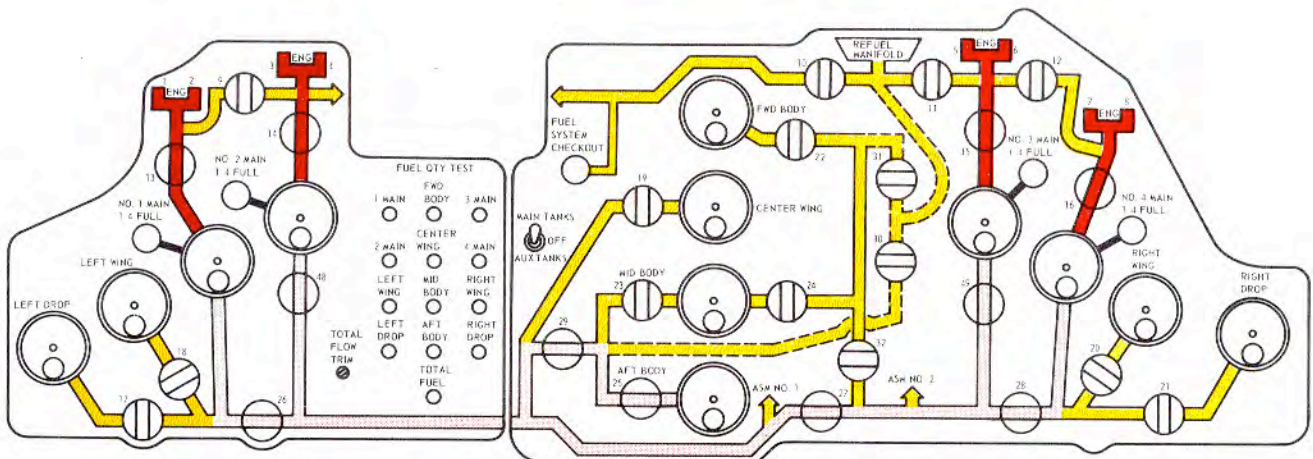 1 2
ENG
9
3 4
ENG
14
13
NO. 2 MAIN
1/4 FULL
NO. 1 MAIN
1/4 FULL
LEFT WING
LEFT DROP
18
17
26
48
TOTAL
FLOW
TRIM
FUEL QTY TEST
1 MAIN
FWD
BODY
3 MAIN
2 MAIN
CENTER
WING
4 MAIN
LEFT
WING
MID
BODY
RIGHT
WING
LEFT
DROP
AFT
BODY
RIGHT
DROP
TOTAL
FUEL
MAIN TANKS
OFF
AUX TANKS
FUEL
SYSTEM
CHECKOUT
10
REFUEL
MANIFOLD
11
5 6
ENG
12
7 8
ENG
FWD BODY
22
31
15
NO. 3 MAIN
1/4 FULL
16
NO. 4 MAIN
1/4 FULL
19
CENTER WING
30
RIGHT
WING
RIGHT
DROP
MID BODY
23
24
49
29
32
20
AFT BODY
25
ASM NO. 1
27
ASM NO. 2
28
21